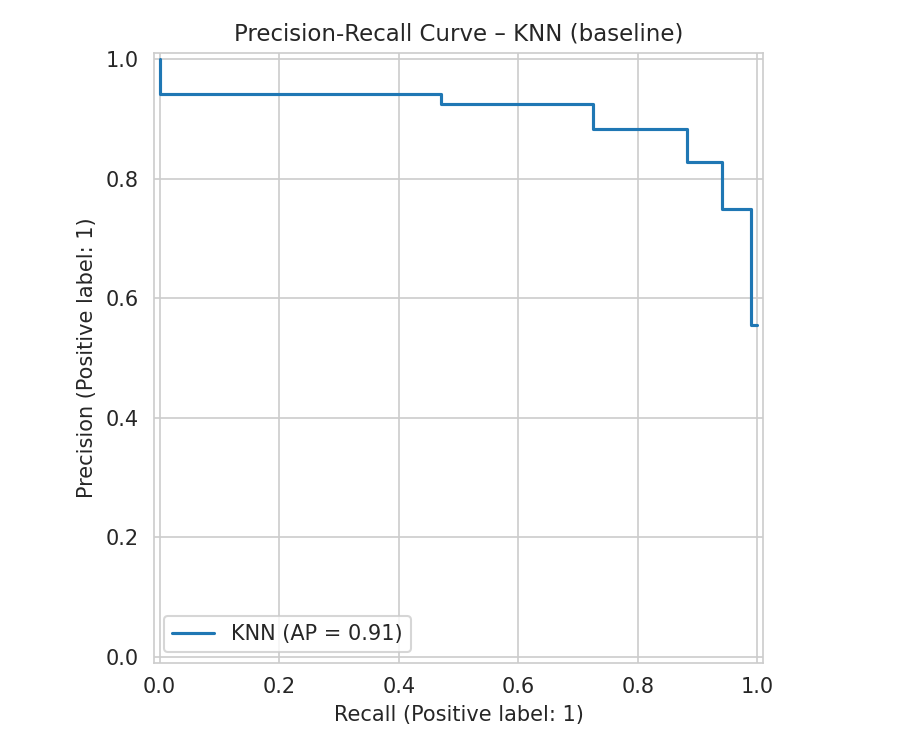 Precision-Recall Curve – KNN (baseline)
1.0
0.8
0.6
0.4
0.2
0.0
Precision (Positive label: 1)
KNN (AP = 0.91)
0.0 0.2 0.4 0.6 0.8 1.0
Recall (Positive label: 1)